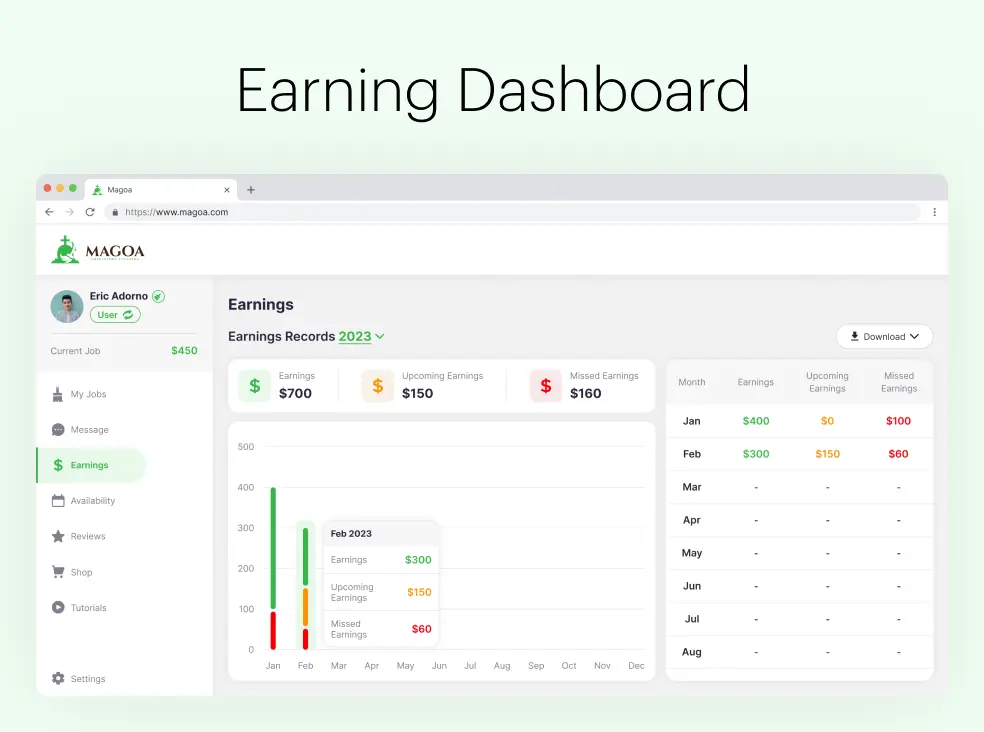 Earning Dashboard
Magoa
https://www.magoa.com
MAGOA
Eric Adorno
User
Current Job $450
My Jobs
Message
$ Earnings
Availability
Reviews
Shop
Tutorials
Settings
Earnings
Earnings Records 2023
Download
$ Earnings $700
$ Upcoming Earnings $150
$ Missed Earnings $160
500
400
300
200
100
0
Jan Feb Mar Apr May Jun Jul Aug Sep Oct Nov Dec
Feb 2023
Earnings $300
Upcoming
Earnings $150
Missed
Earnings $60
Month Earnings Upcoming Earnings Missed Earnings
Jan $400 $0 $100
Feb $300 $150 $60
Mar - - -
Apr - - -
May - - -
Jun - - -
Jul - - -
Aug - - -